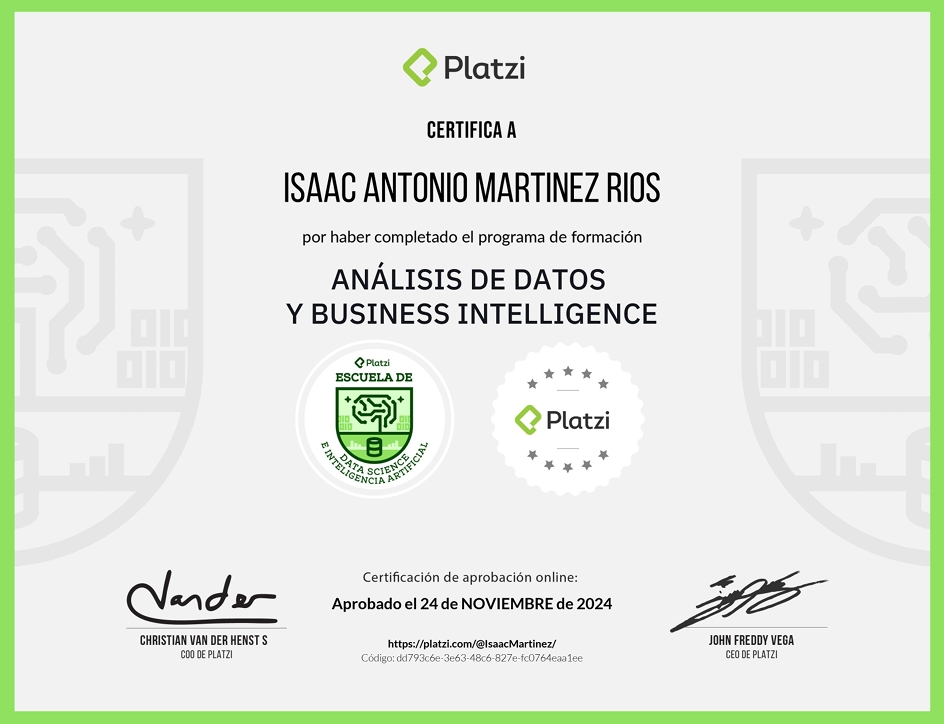 Platzi
CERTIFICA A
ISAAC ANTONIO MARTINEZ RIOS
por haber completado el programa de formación
ANÁLISIS DE DATOS
Y BUSINESS INTELLIGENCE
Platzi
ESCUELA DE
DATA SCIENCE
E INTELIGENCIA ARTIFICIAL
Platzi
Vander
Certificación de aprobación online:
Aprobado el 24 de NOVIEMBRE de 2024
CHRISTIAN VAN DER HENST S
COO DE PLATZI
https://platzi.com/@IsaacMartinez/
Código: dd793c6e-3e63-48c6-827e-fc0764eaa1ee
JOHN FREDDY VEGA
CEO DE PLATZI